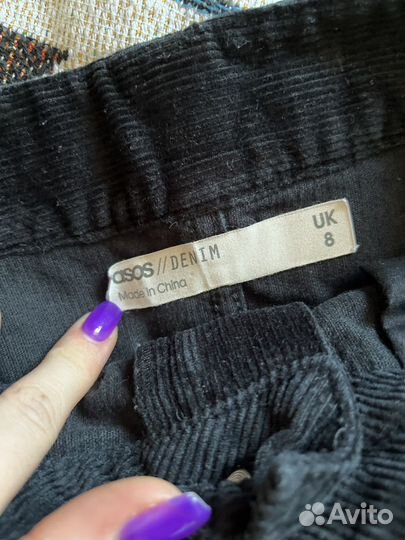 asos // DENIM
Made in China
UK
8
Avito